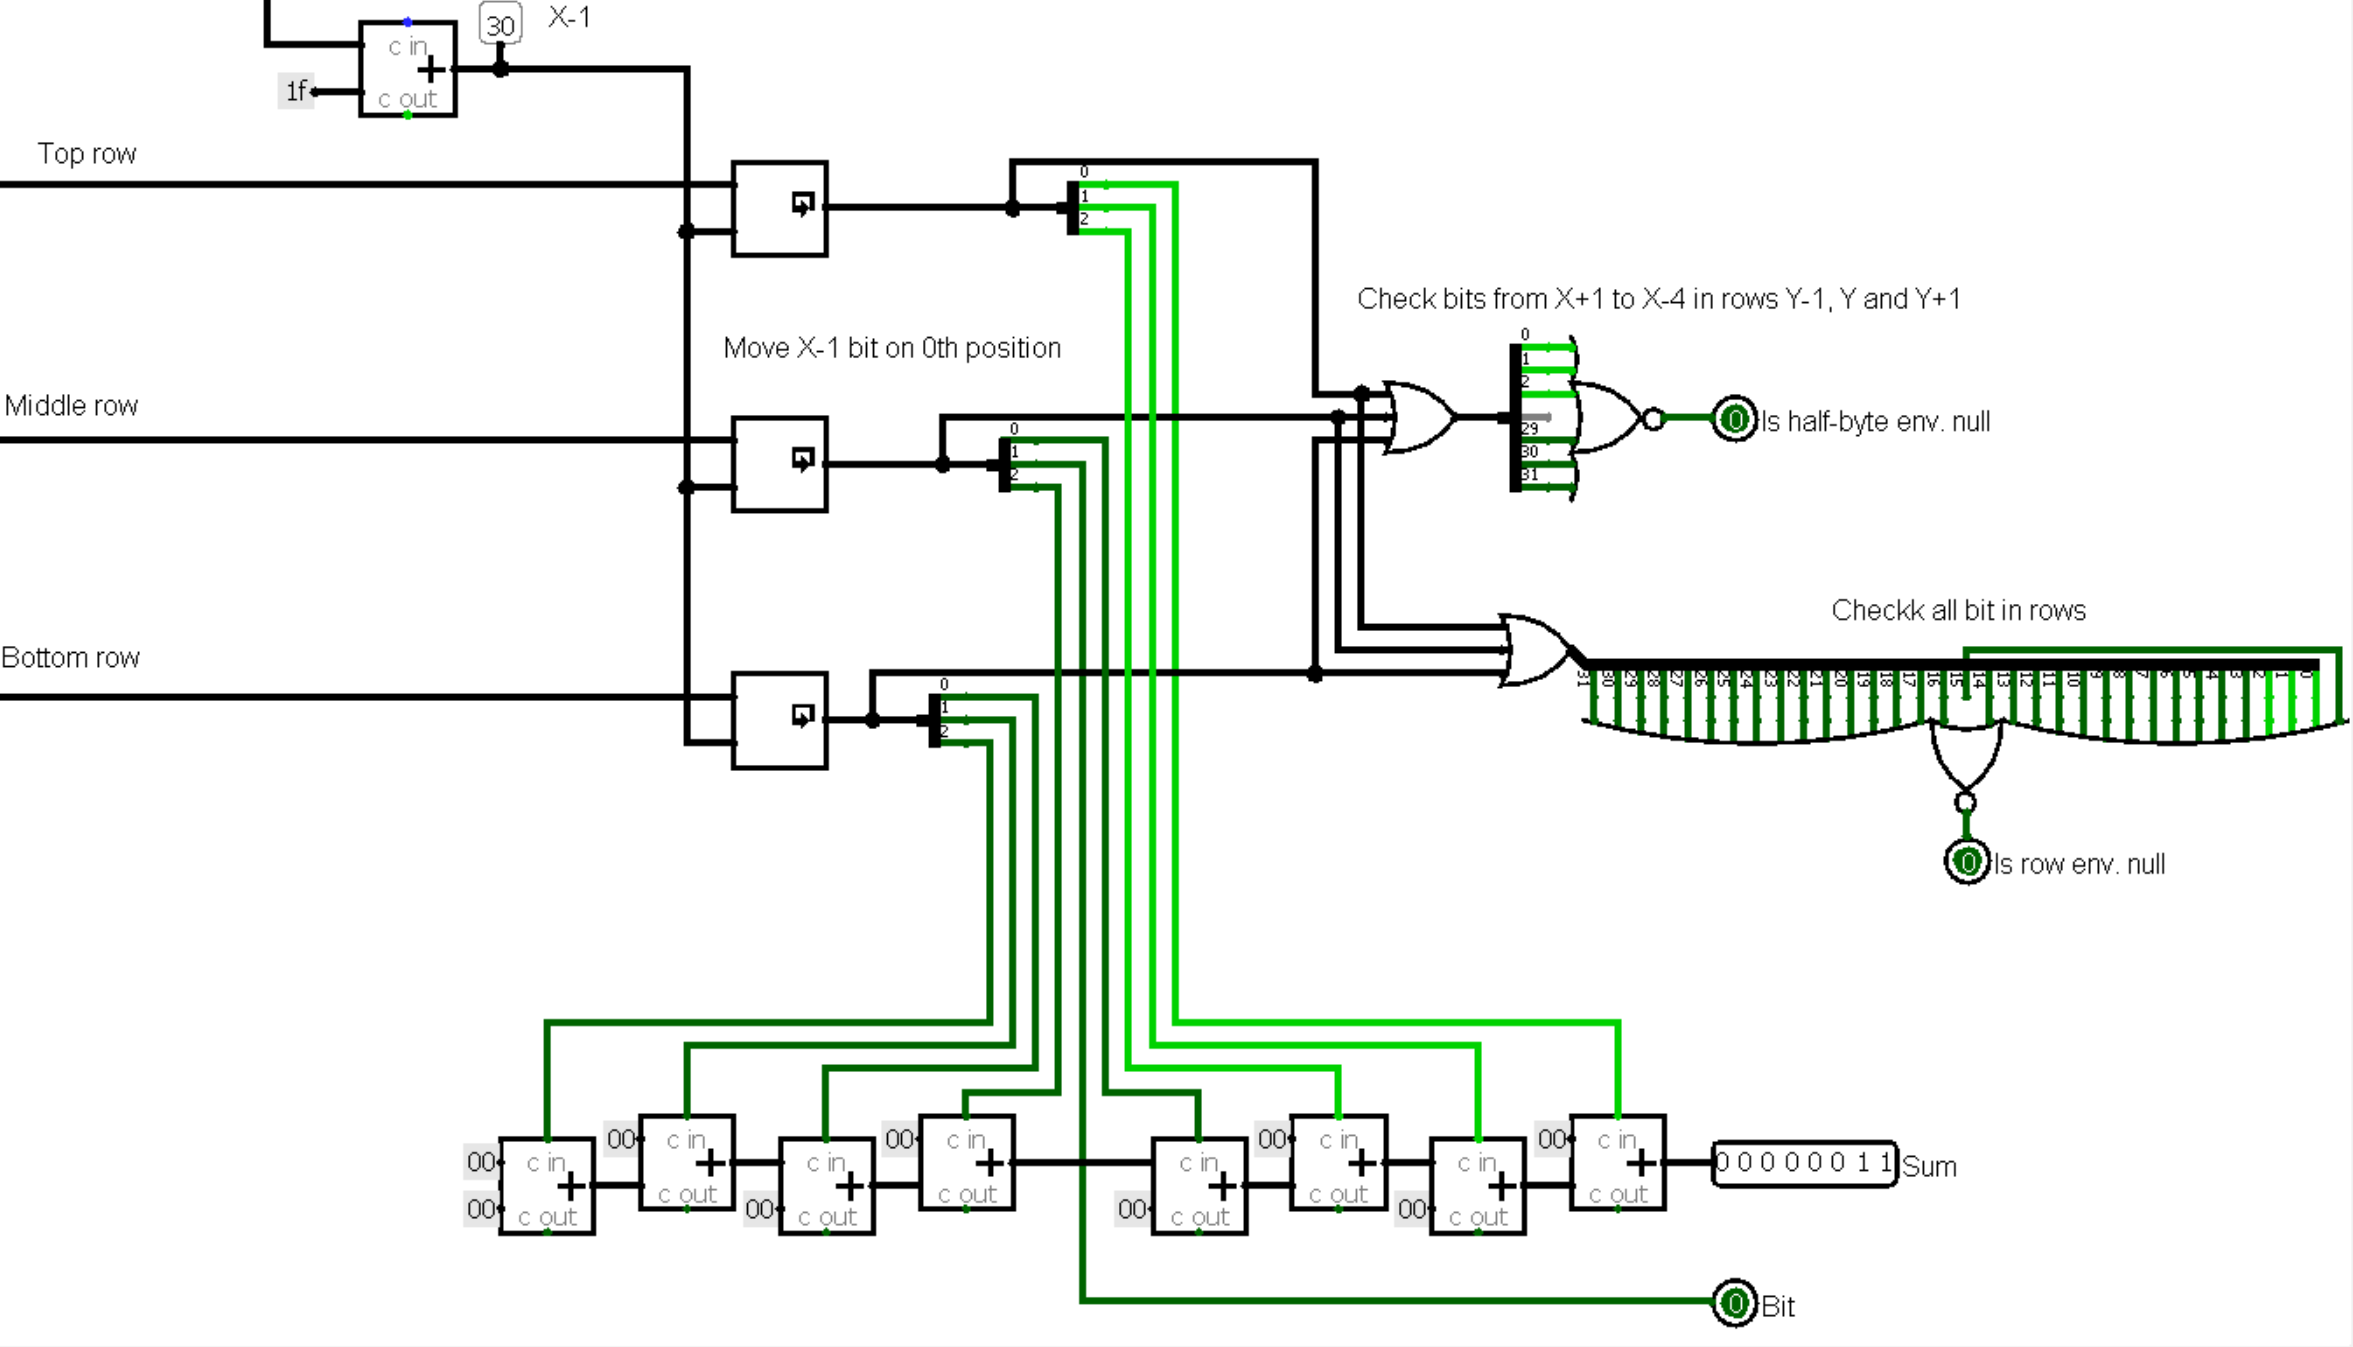 30 X-1
c in
1f
c out
Top row
0
1
2
Check bits from X+1 to X-4 in rows Y-1, Y and Y+1
Move X-1 bit on 0th position
0
1
2
29
30
31
0 Is half-byte env. null
Middle row
0
1
2
Checkk all bit in rows
Bottom row
0
1
2
31 30 29 28 27 26 25 24 23 22 21 20 19 18 17 16 15 14 13 12 11 10 9 8 7 6 5 4 3 2 1 0
0 Is row env. null
00 c in 00 c in 00 c in 00 c in
00 c in 00 c in c in c in
0 0 0 0 0 0 1 1 Sum
c out c out c out c out
00 c out 00 c out 00 c out 00 c out
0 Bit